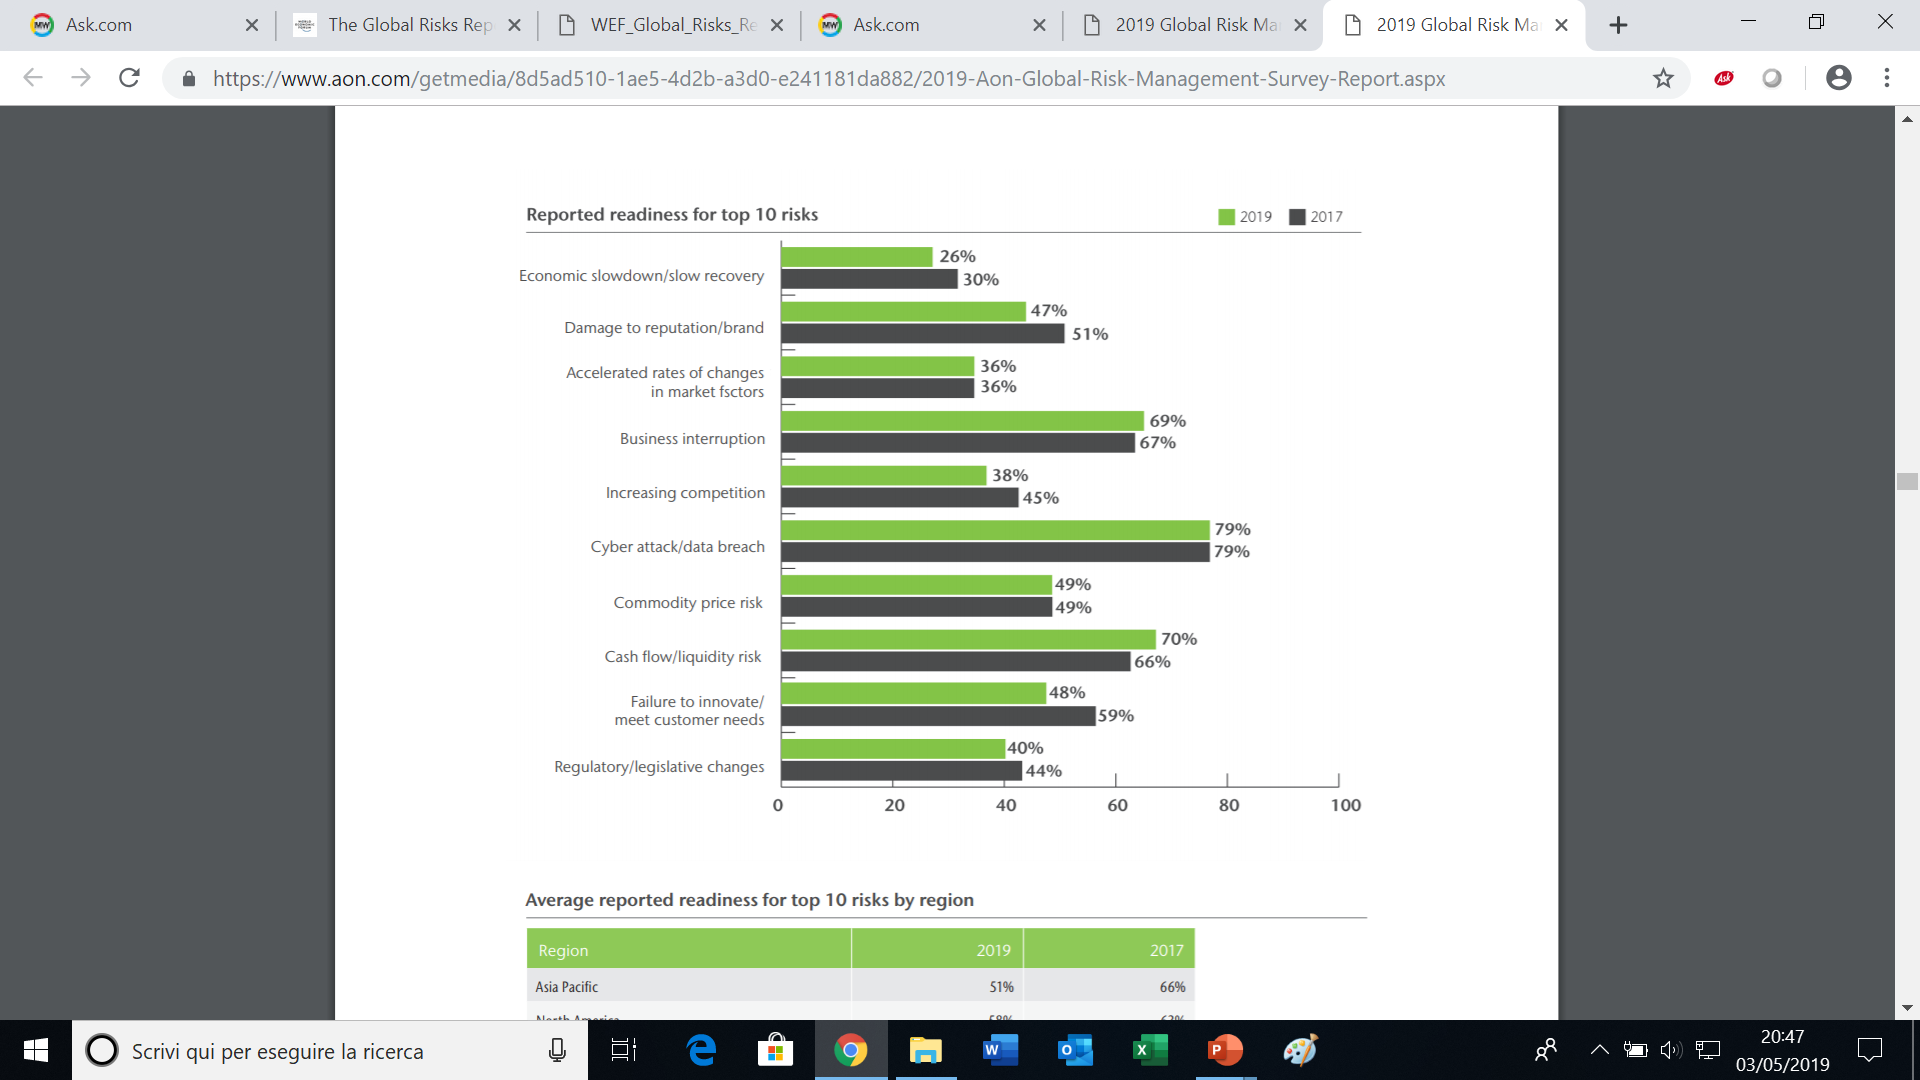 Ask.com
The Global Risks Rep
WEF_Global_Risks_Re
Ask.com
2019 Global Risk Ma
2019 Global Risk Ma
https://www.aon.com/getmedia/8d5ad510-1ae5-4d2b-a3d0-e241181da882/2019-Aon-Global-Risk-Management-Survey-Report.aspx
Ask
Reported readiness for top 10 risks
2019 2017
Economic slowdown/slow recovery
26%
30%
Damage to reputation/brand
47%
51%
Accelerated rates of changes
in market fsctors
36%
36%
Business interruption
69%
67%
Increasing competition
38%
45%
Cyber attack/data breach
79%
79%
Commodity price risk
49%
49%
Cash flow/liquidity risk
70%
66%
Failure to innovate/
meet customer needs
48%
59%
Regulatory/legislative changes
40%
44%
0 20 40 60 80 100
Average reported readiness for top 10 risks by region
Region 2019 2017
Asia Pacific 51% 66%
North America 58% 63%
Scrivi qui per eseguire la ricerca
20:47
03/05/2019